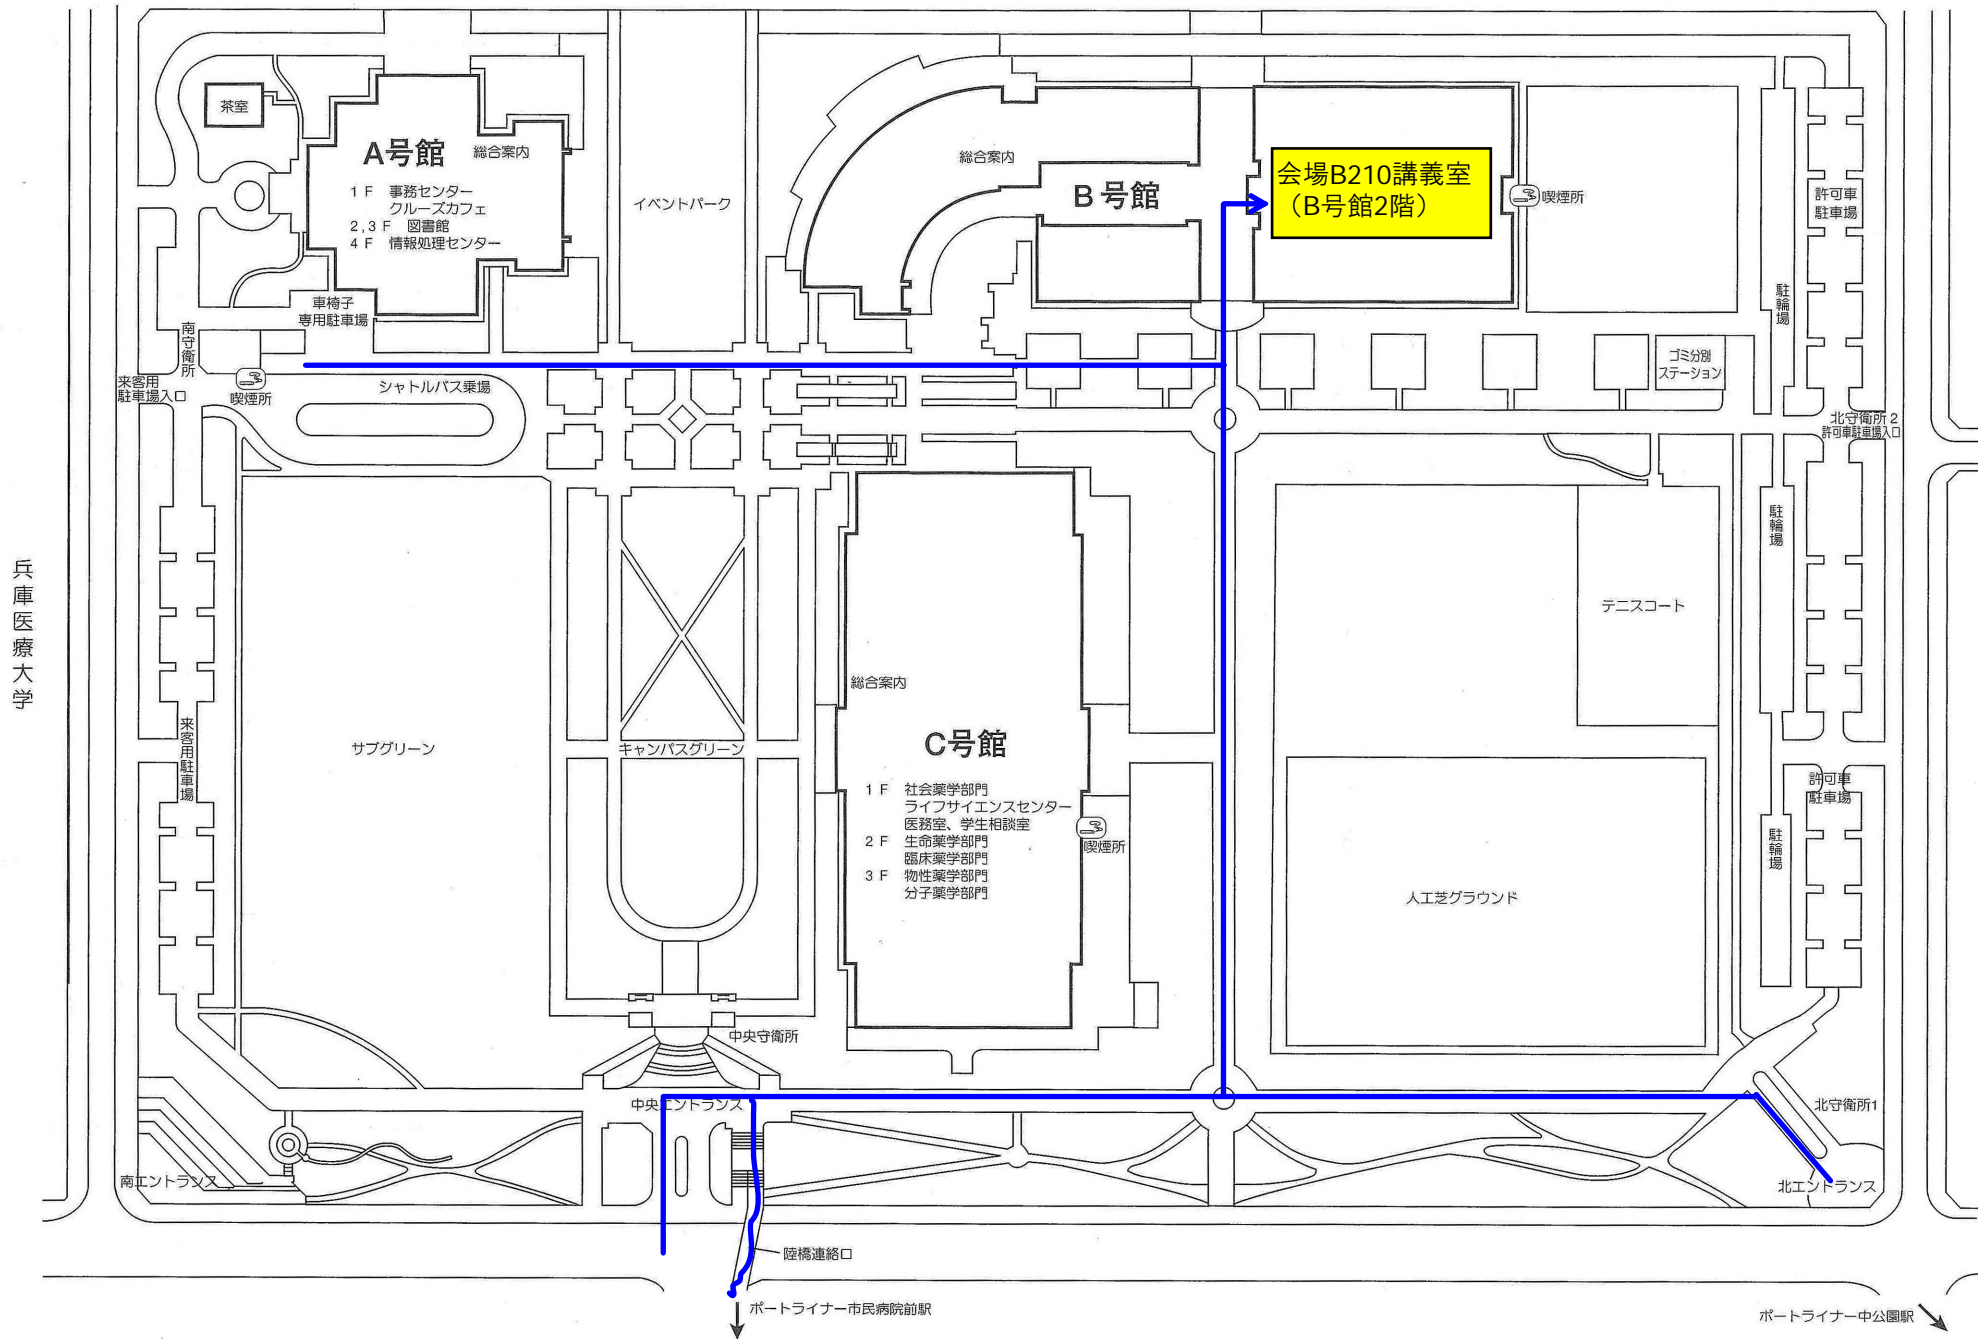 茶室
A号館
総合案内
1 F 事務センター
クルーズカフェ
2,3 F 図書館
4 F 情報処理センター
イベントパーク
総合案内
B号館
会場B210講義室
（B号館2階）
喫煙所
許可車
駐車場
駐輪場
車椅子
専用駐車場
南守衛所
来客用
駐車場入口
喫煙所
シャトルバス乗場
ゴミ分別
ステーション
北守衛所2
許可車駐車場入口
駐輪場
兵庫医療大学
テニスコート
総合案内
来客用駐車場
サブグリーン
キャンパスグリーン
C号館
1 F 社会薬学部門
ライフサイエンスセンター
医務室、学生相談室
2 F 生命薬学部門
臨床薬学部門
3 F 物性薬学部門
分子薬学部門
喫煙所
許可車
駐車場
駐輪場
人工芝グラウンド
中央守衛所
中央エントランス
北守衛所1
南エントランス
北エントランス
陸橋連絡口
ポートライナー市民病院前駅
ポートライナー中公園駅